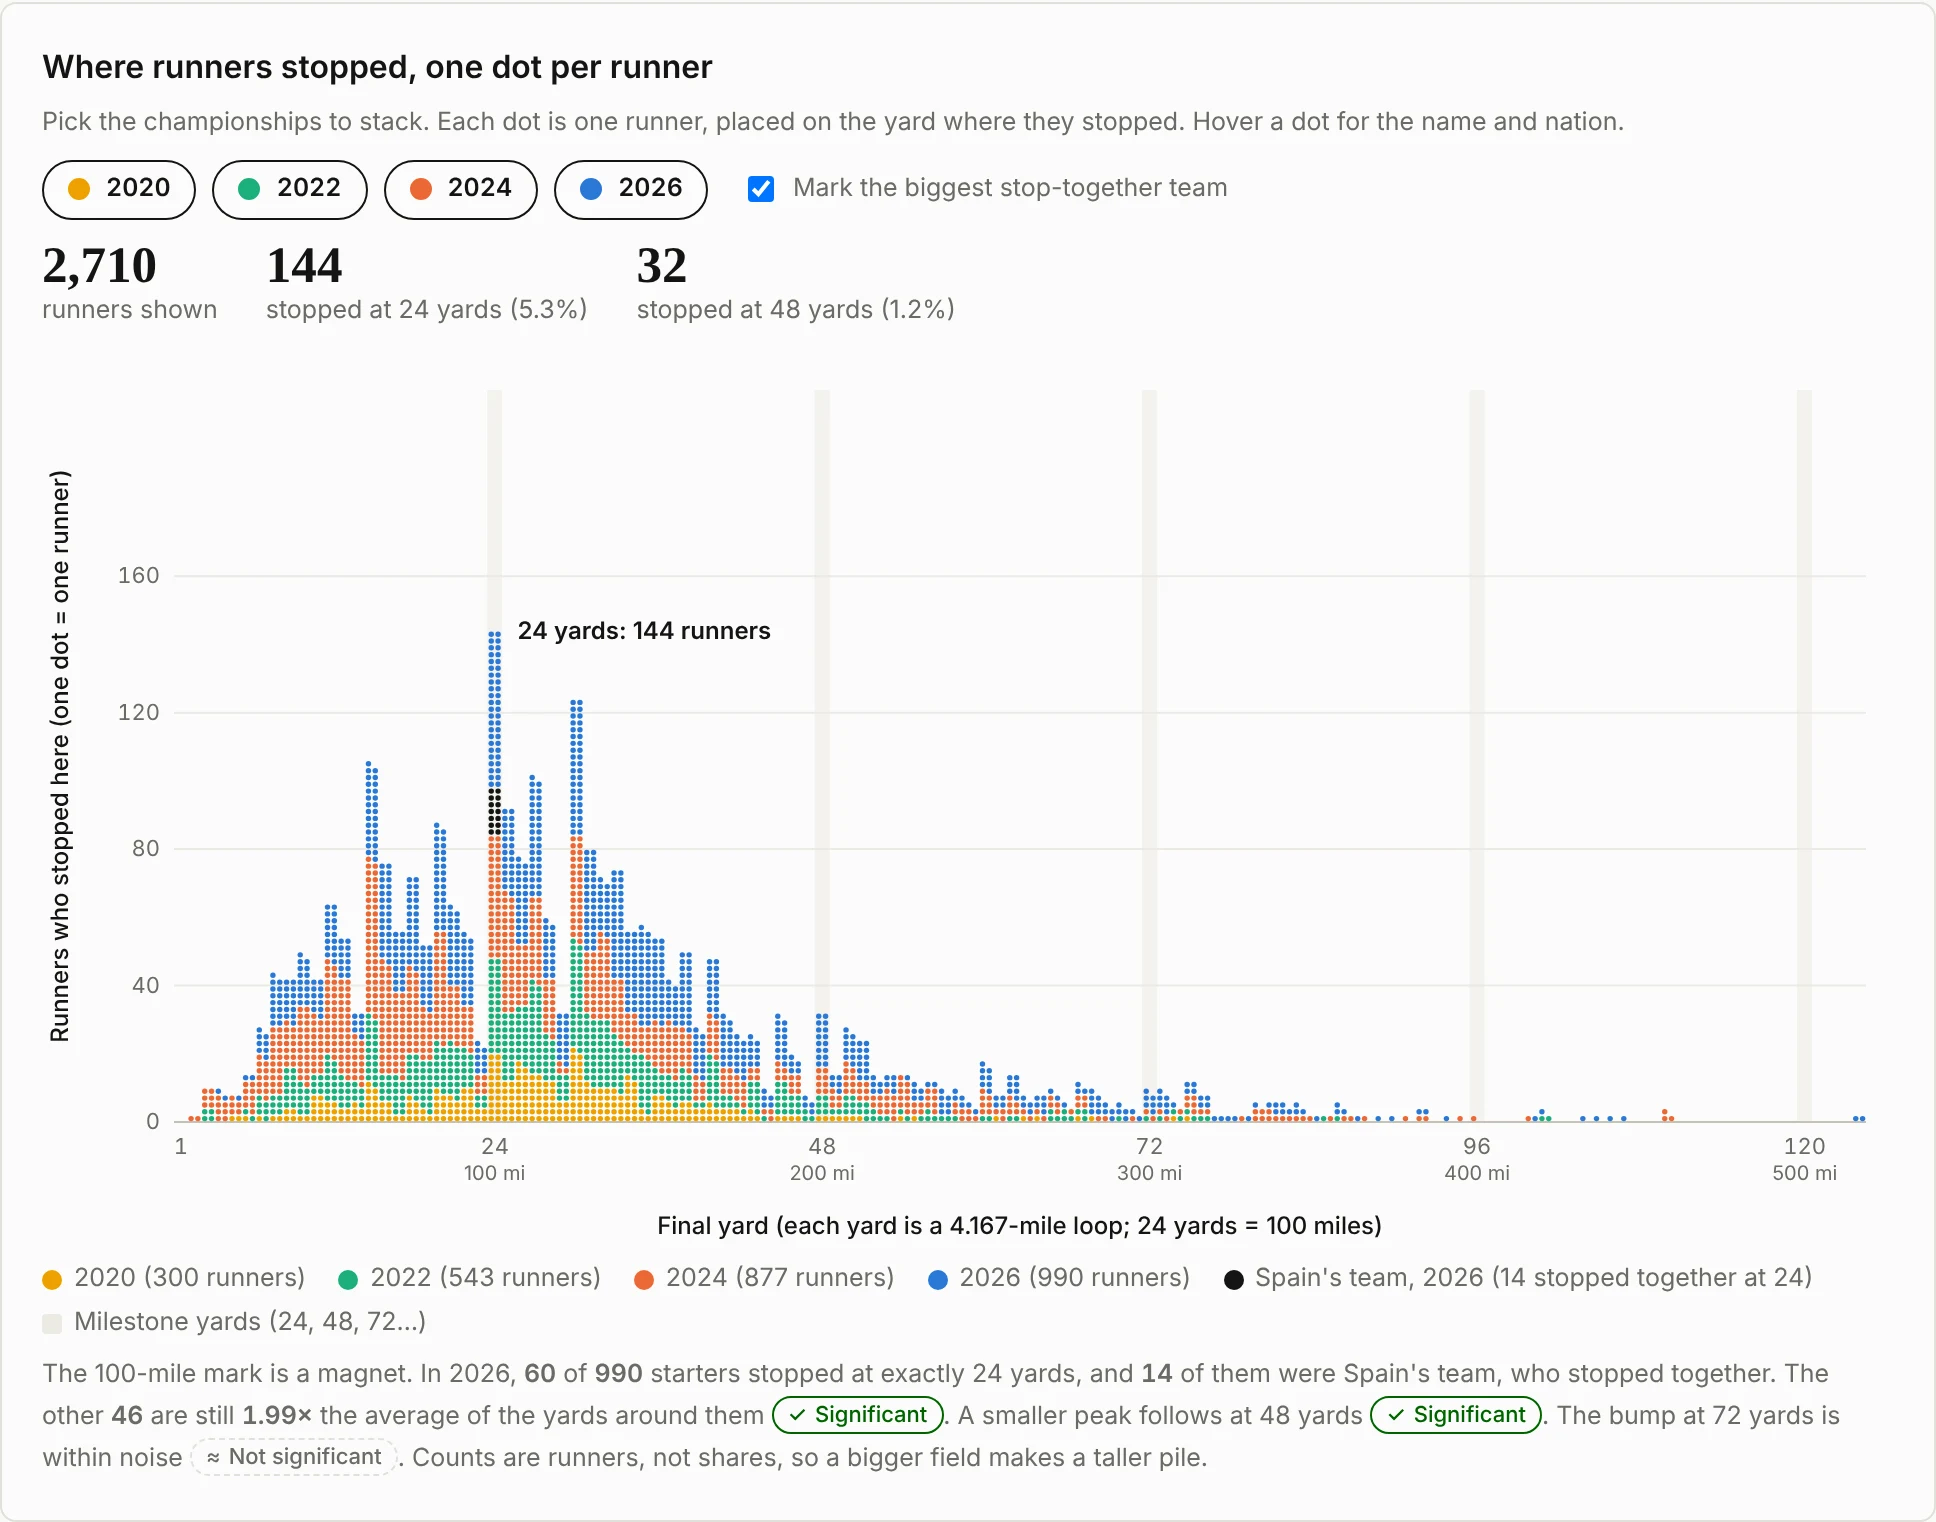 Where runners stopped, one dot per runner
Pick the championships to stack. Each dot is one runner, placed on the yard where they stopped. Hover a dot for the name and nation.
2020 2022 2024 2026 Mark the biggest stop-together team
2,710 144 32
runners shown stopped at 24 yards (5.3%) stopped at 48 yards (1.2%)
Runners who stopped here (one dot = one runner)
160
24 yards: 144 runners
120
80
40
0
1 24 48 72 96 120
100 mi 200 mi 300 mi 400 mi 500 mi
Final yard (each yard is a 4.167-mile loop; 24 yards = 100 miles)
2020 (300 runners) 2022 (543 runners) 2024 (877 runners) 2026 (990 runners) Spain's team, 2026 (14 stopped together at 24)
Milestone yards (24, 48, 72...)
The 100-mile mark is a magnet. In 2026, 60 of 990 starters stopped at exactly 24 yards, and 14 of them were Spain's team, who stopped together. The
other 46 are still 1.99× the average of the yards around them ✓ Significant. A smaller peak follows at 48 yards ✓ Significant. The bump at 72 yards is
within noise ≈ Not significant. Counts are runners, not shares, so a bigger field makes a taller pile.